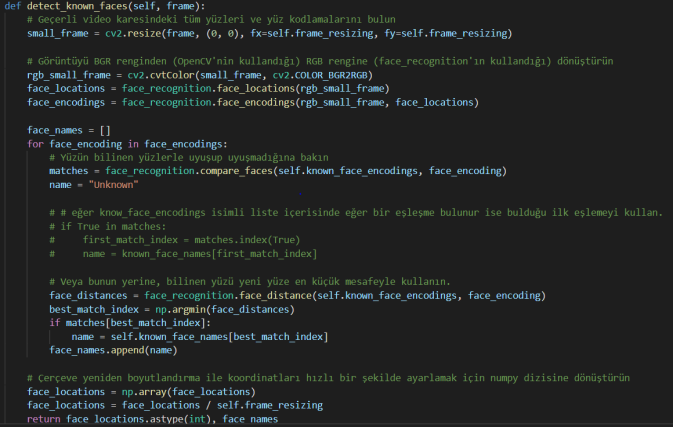 def detect_known_faces(self, frame):
# Geçerli video karesindeki tüm yüzleri ve yüz kodlamalarını bulun
small_frame = cv2.resize(frame, (0, 0), fx=self.frame_resizing, fy=self.frame_resizing)
# Görüntüyü BGR renginden (OpenCV'nin kullandığı) RGB rengine (face_recognition'ın kullandığı) dönüştürün
rgb_small_frame = cv2.cvtColor(small_frame, cv2.COLOR_BGR2RGB)
face_locations = face_recognition.face_locations(rgb_small_frame)
face_encodings = face_recognition.face_encodings(rgb_small_frame, face_locations)
face_names = []
for face_encoding in face_encodings:
# Yüzün bilinen yüzlerle uyuşup uyuşmadığına bakın
matches = face_recognition.compare_faces(self.known_face_encodings, face_encoding)
name = "Unknown"
# # eğer know_face_encodings isimli liste içerisinde eğer bir eşleşme bulunur ise bulduğu ilk eşlemeyi kullan.
# if True in matches:
#     first_match_index = matches.index(True)
#     name = known_face_names[first_match_index]
# Veya bunun yerine, bilinen yüzü yeni yüze en küçük mesafeyle kullanın.
face_distances = face_recognition.face_distance(self.known_face_encodings, face_encoding)
best_match_index = np.argmin(face_distances)
if matches[best_match_index]:
name = self.known_face_names[best_match_index]
face_names.append(name)
# Çerçeve yeniden boyutlandırma ile koordinatları hızlı bir şekilde ayarlamak için numpy dizisine dönüştürün
face_locations = np.array(face_locations)
face_locations = face_locations / self.frame_resizing
return face_locations.astype(int), face_names